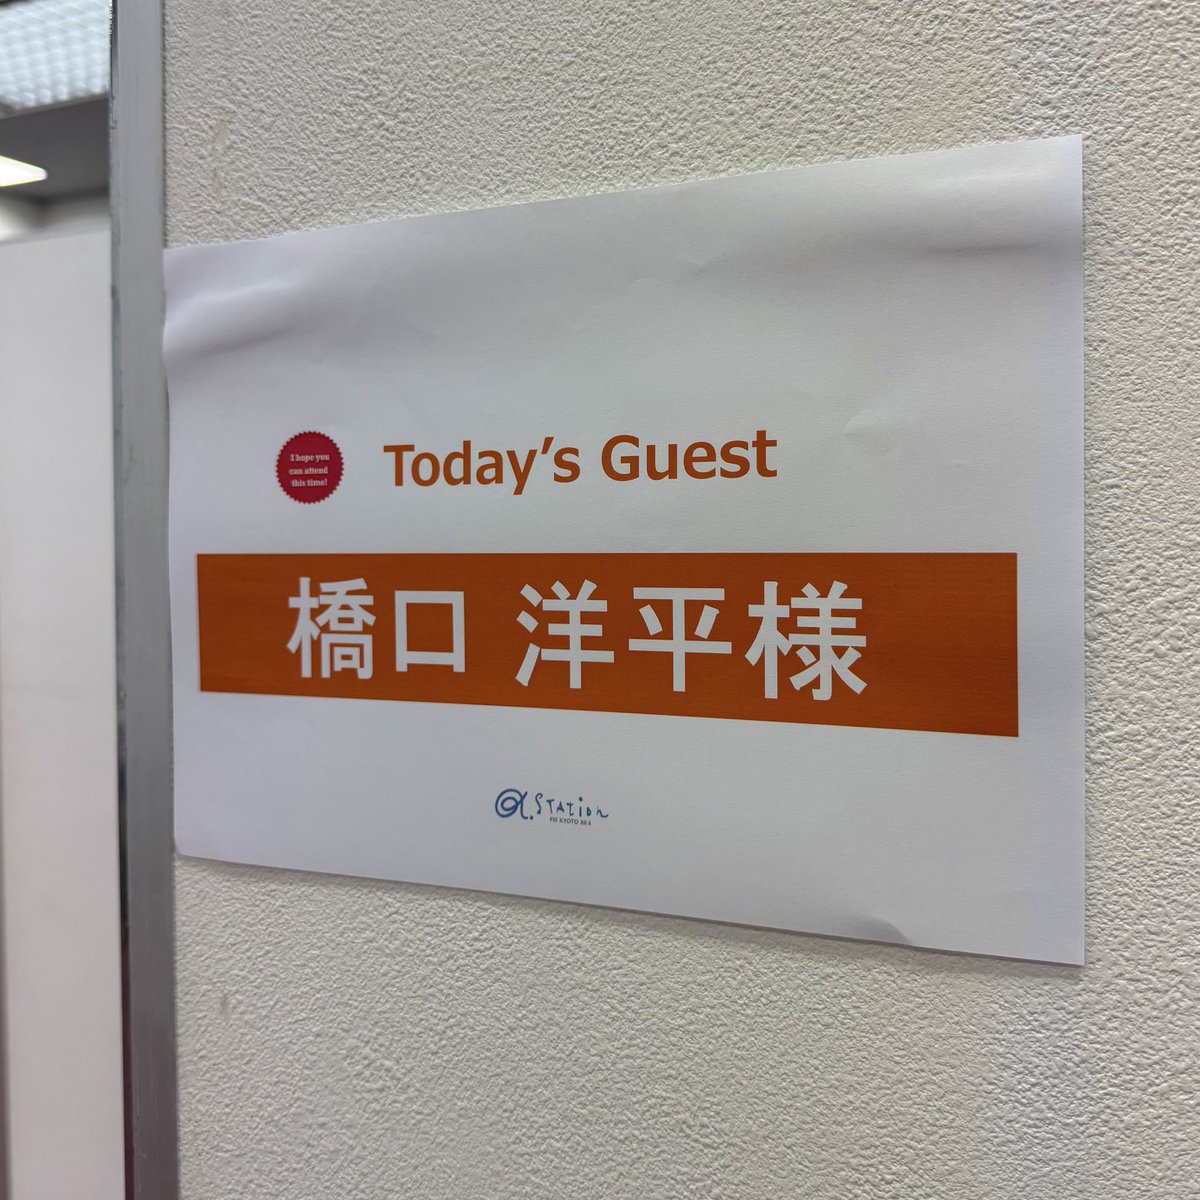 I hope you
can attend
this time!
Today's Guest
橋口 洋平様
α.STATION
FM KYOTO 89.4